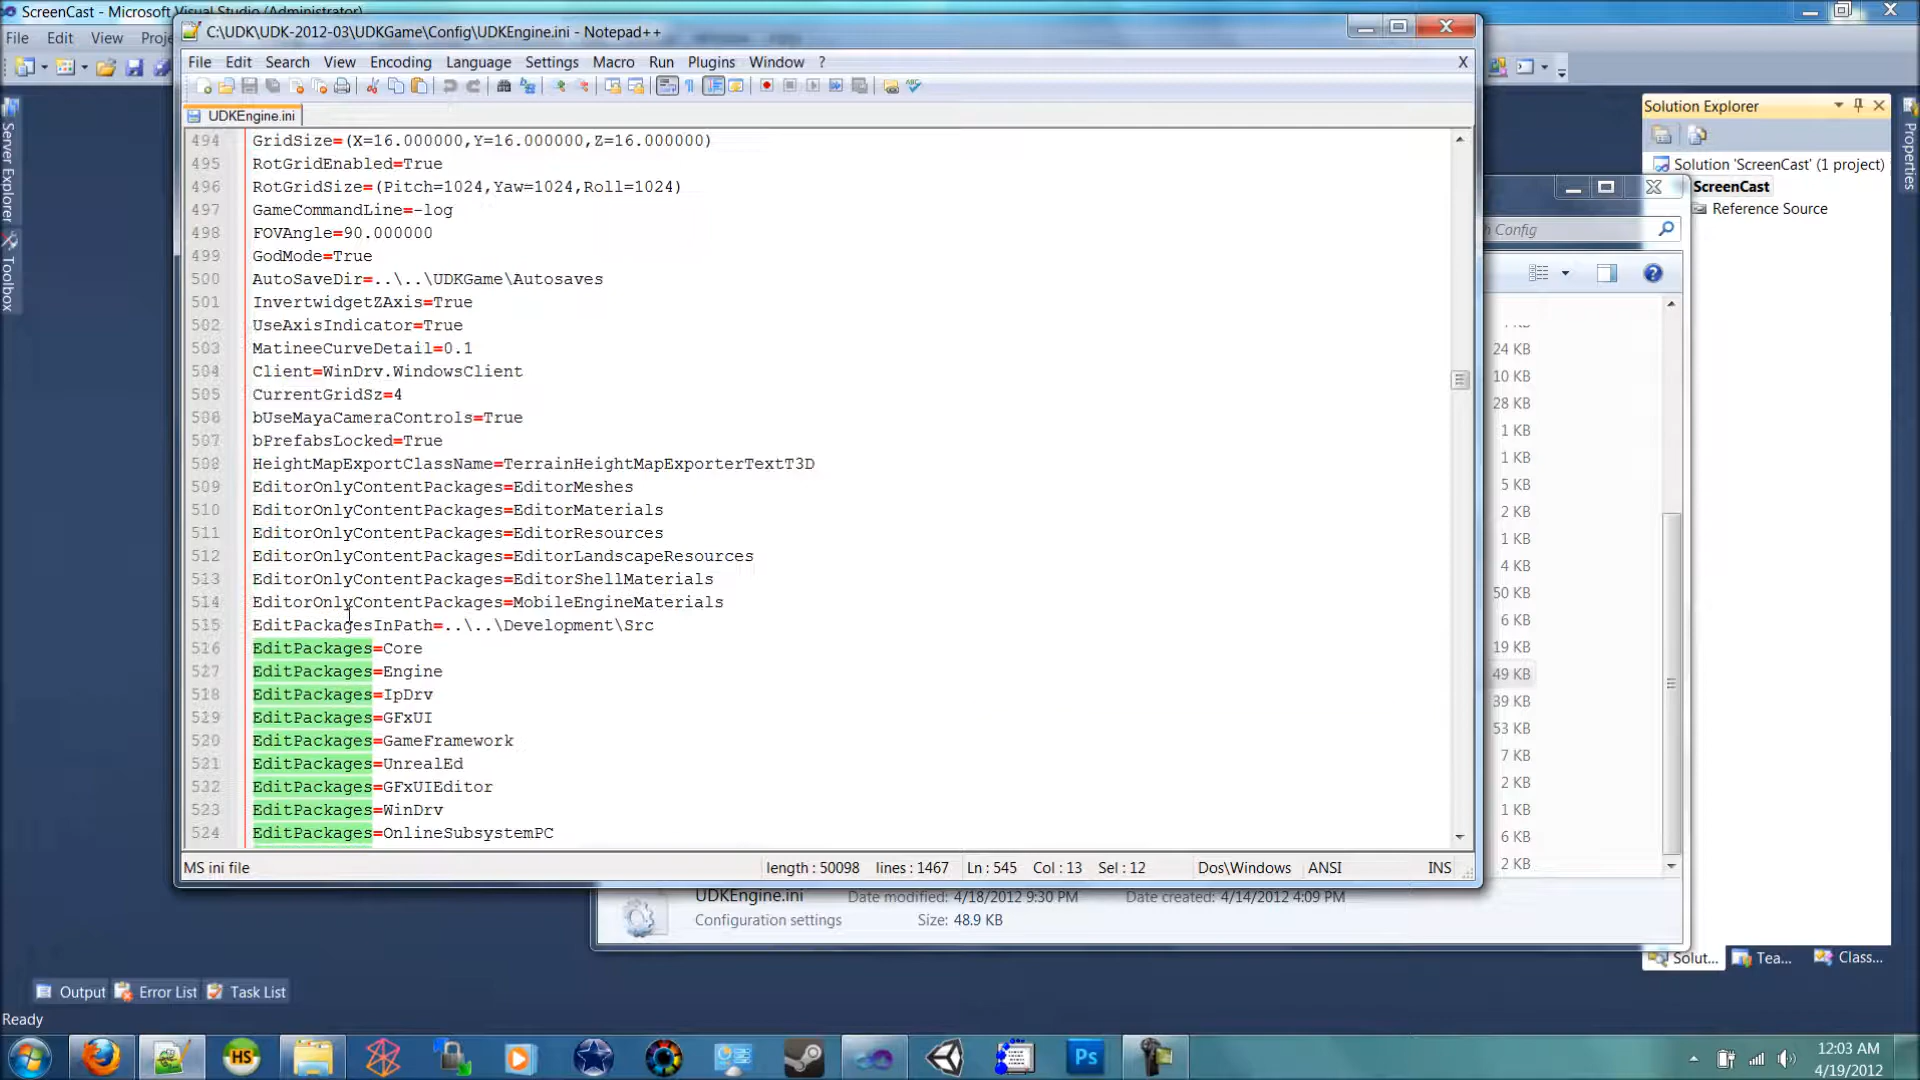 ScreenCast - Microsoft Visual Studio (Administrator)
File Edit View Proje
C:\UDK\UDK-2012-03\UDKGame\Config\UDKEngine.ini - Notepad++
File Edit Search View Encoding Language Settings Macro Run Plugins Window ? X
UDKEngine.ini
494 GridSize=(X=16.000000,Y=16.000000,Z=16.000000)
495 RotGridEnabled=True
496 RotGridSize=(Pitch=1024,Yaw=1024,Roll=1024)
497 GameCommandLine=-log
498 FOVAngle=90.000000
499 GodMode=True
500 AutoSaveDir=..\..\UDKGame\Autosaves
501 InvertwidgetZAxis=True
502 UseAxisIndicator=True
503 MatineeCurveDetail=0.1
504 Client=WinDrv.WindowsClient
505 CurrentGridSz=4
506 bUseMayaCameraControls=True
507 bPrefabsLocked=True
508 HeightMapExportClassName=TerrainHeightMapExporterTextT3D
509 EditorOnlyContentPackages=EditorMeshes
510 EditorOnlyContentPackages=EditorMaterials
511 EditorOnlyContentPackages=EditorResources
512 EditorOnlyContentPackages=EditorLandscapeResources
513 EditorOnlyContentPackages=EditorShellMaterials
514 EditorOnlyContentPackages=MobileEngineMaterials
515 EditPackagesInPath=..\..\Development\Src
EditPackages=Core
EditPackages=Engine
518 EditPackages=IpDrv
EditPackages=GFxUI
520 EditPackages=GameFramework
521 EditPackages=UnrealEd
EditPackages=GFxUIEditor
523 EditPackages=WinDrv
524 EditPackages=OnlineSubsystemPC
MS ini file length : 50098 lines : 1467 Ln : 545 Col : 13 Sel : 12 Dos\Windows ANSI INS
Server Explorer
Toolbox
Solution Explorer
Solution 'ScreenCast' (1 project)
ScreenCast
Reference Source
Properties
Config
24 KB
10 KB
28 KB
1 KB
1 KB
5 KB
2 KB
1 KB
4 KB
50 KB
6 KB
19 KB
49 KB
39 KB
53 KB
7 KB
2 KB
1 KB
6 KB
2 KB
UDKEngine.ini Date modified: 4/18/2012 9:30 PM Date created: 4/14/2012 4:09 PM
Configuration settings Size: 48.9 KB
Solut... Tea... Class...
Output Error List Task List
Ready
HS
Ps
12:03 AM
4/19/2012